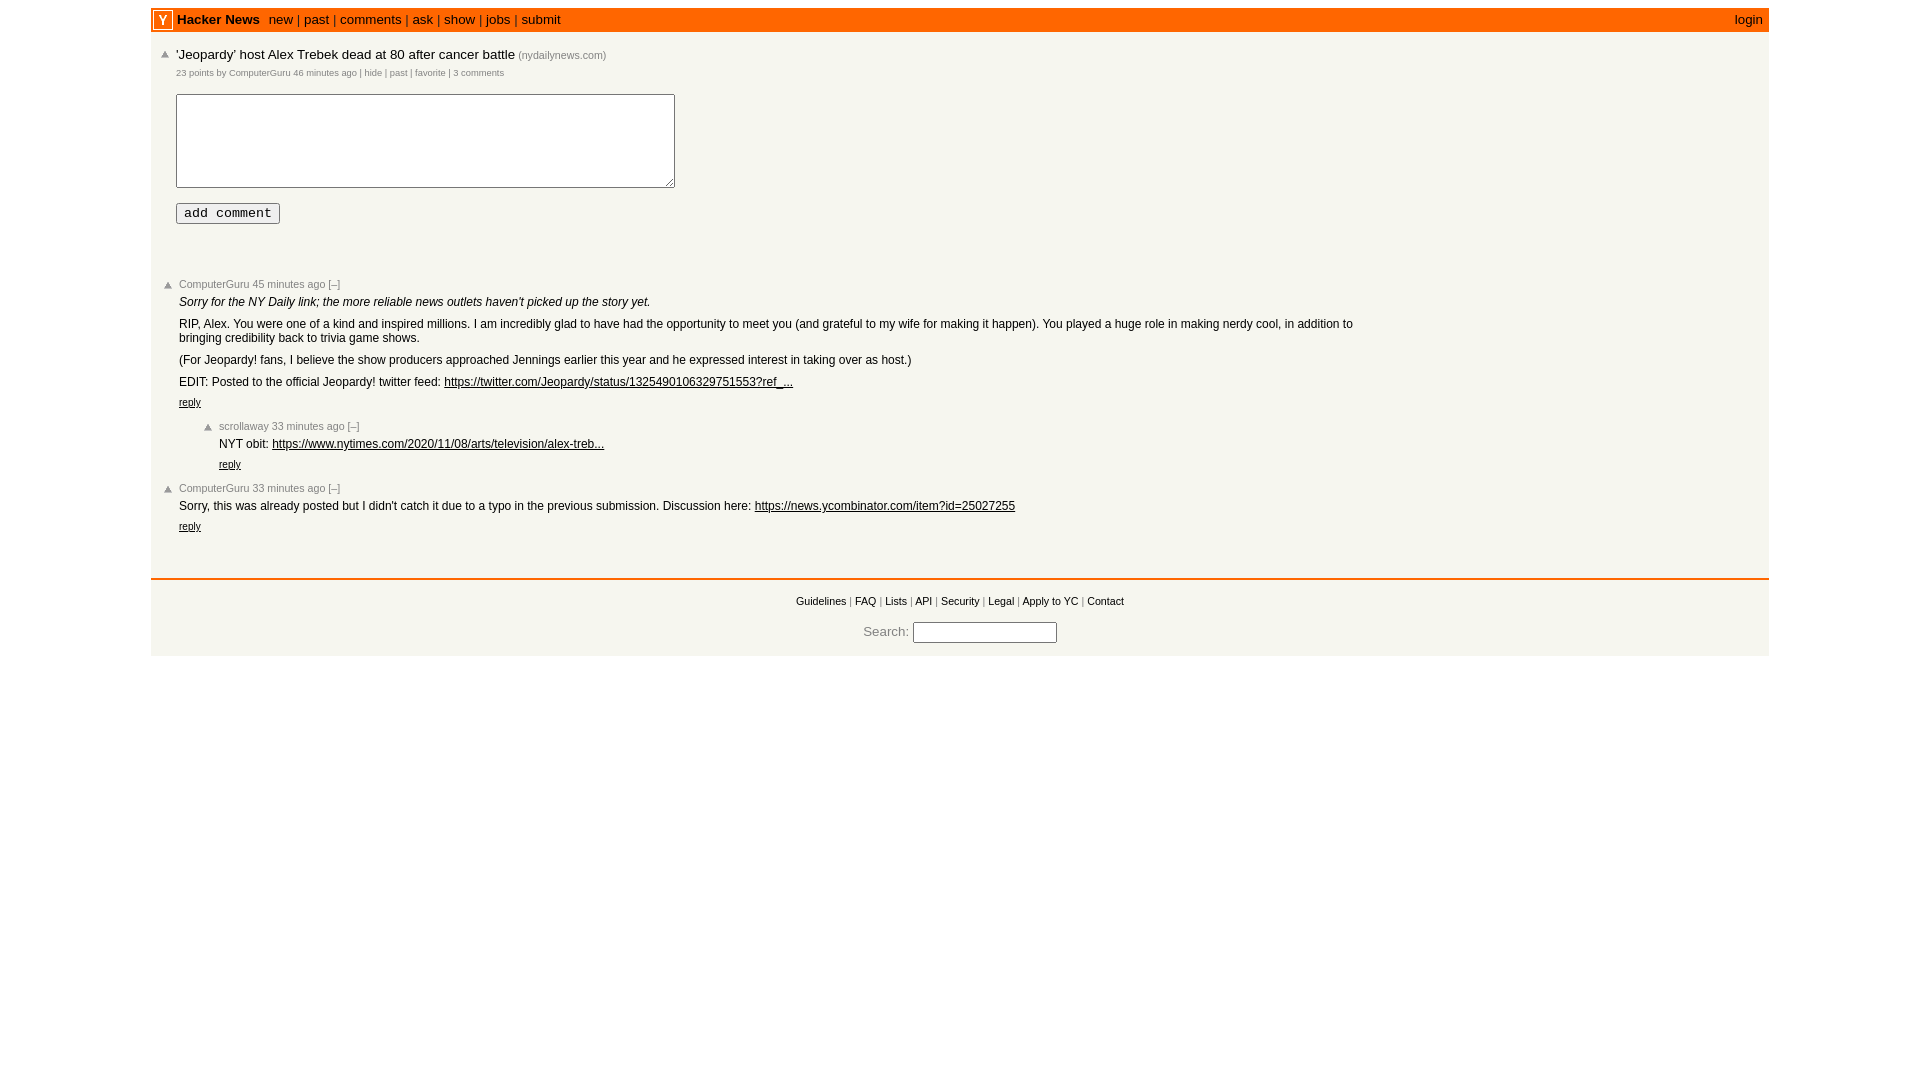 Y Hacker News new | past | comments | ask | show | jobs | submit login
'Jeopardy' host Alex Trebek dead at 80 after cancer battle (nydailynews.com)
23 points by ComputerGuru 46 minutes ago | hide | past | favorite | 3 comments
add comment
ComputerGuru 45 minutes ago [–]
Sorry for the NY Daily link; the more reliable news outlets haven't picked up the story yet.
RIP, Alex. You were one of a kind and inspired millions. I am incredibly glad to have had the opportunity to meet you (and grateful to my wife for making it happen). You played a huge role in making nerdy cool, in addition to
bringing credibility back to trivia game shows.
(For Jeopardy! fans, I believe the show producers approached Jennings earlier this year and he expressed interest in taking over as host.)
EDIT: Posted to the official Jeopardy! twitter feed: https://twitter.com/Jeopardy/status/1325490106329751553?ref_...
reply
scrollaway 33 minutes ago [–]
NYT obit: https://www.nytimes.com/2020/11/08/arts/television/alex-treb...
reply
ComputerGuru 33 minutes ago [–]
Sorry, this was already posted but I didn't catch it due to a typo in the previous submission. Discussion here: https://news.ycombinator.com/item?id=25027255
reply
Guidelines | FAQ | Lists | API | Security | Legal | Apply to YC | Contact
Search: